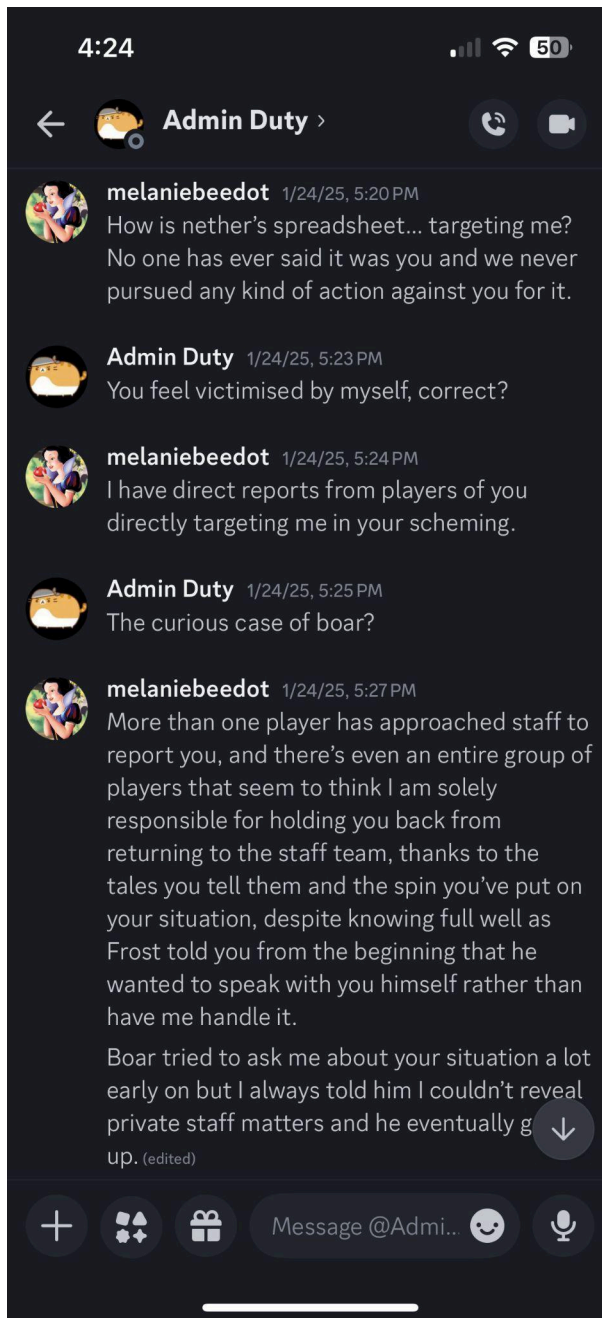 4:24
50
Admin Duty ›
melaniebeedot 1/24/25, 5:20 PM
How is nether’s spreadsheet... targeting me?
No one has ever said it was you and we never
pursued any kind of action against you for it.
Admin Duty 1/24/25, 5:23 PM
You feel victimised by myself, correct?
melaniebeedot 1/24/25, 5:24 PM
I have direct reports from players of you
directly targeting me in your scheming.
Admin Duty 1/24/25, 5:25 PM
The curious case of boar?
melaniebeedot 1/24/25, 5:27 PM
More than one player has approached staff to
report you, and there’s even an entire group of
players that seem to think I am solely
responsible for holding you back from
returning to the staff team, thanks to the
tales you tell them and the spin you’ve put on
your situation, despite knowing full well as
Frost told you from the beginning that he
wanted to speak with you himself rather than
have me handle it.
Boar tried to ask me about your situation a lot
early on but I always told him I couldn’t reveal
private staff matters and he eventually
up. (edited)
Message @Admi...